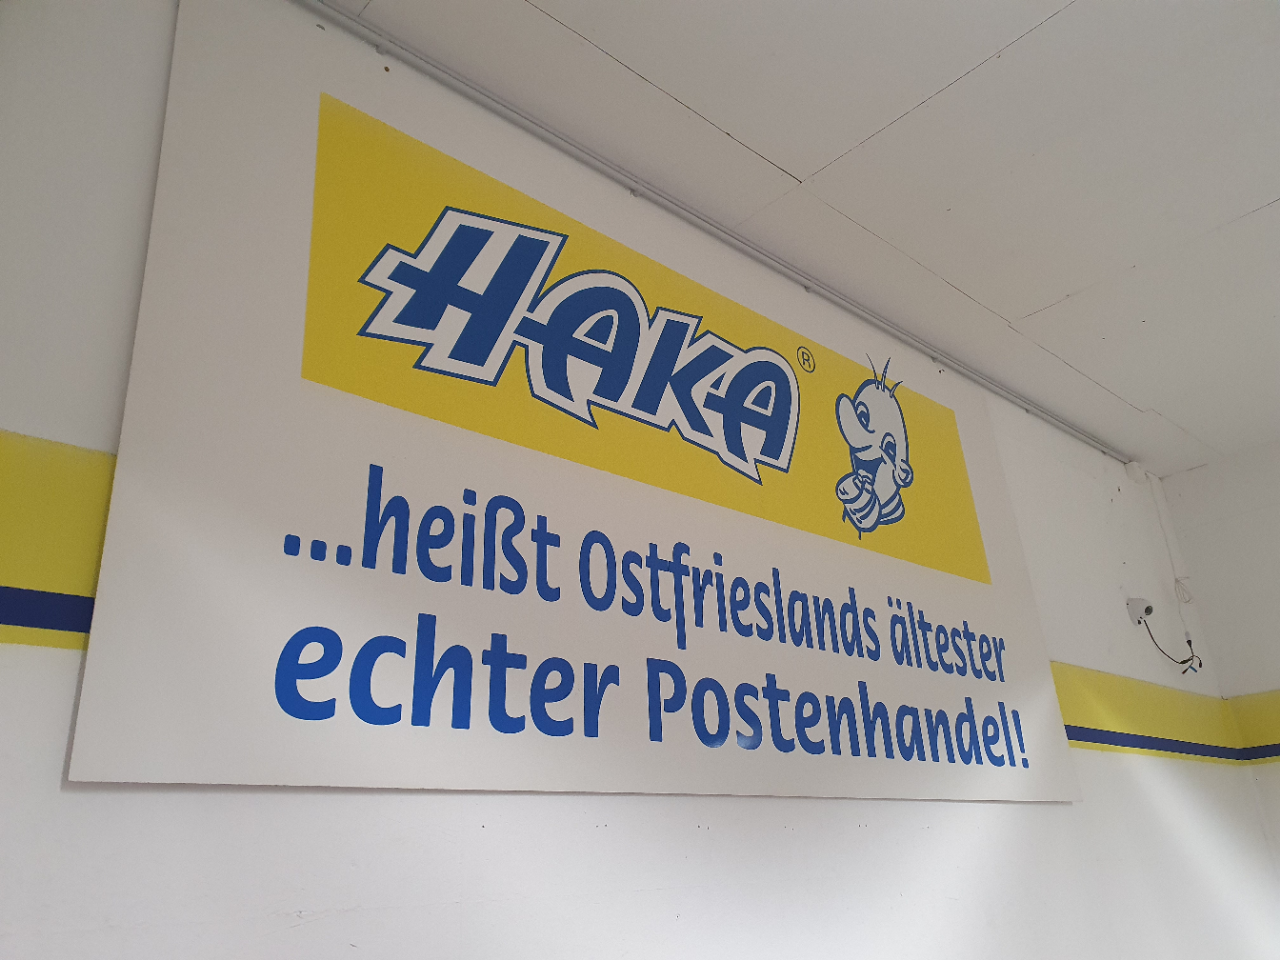 HAKA®
...heißt Ostfrieslands ältester
echter Postenhandel!